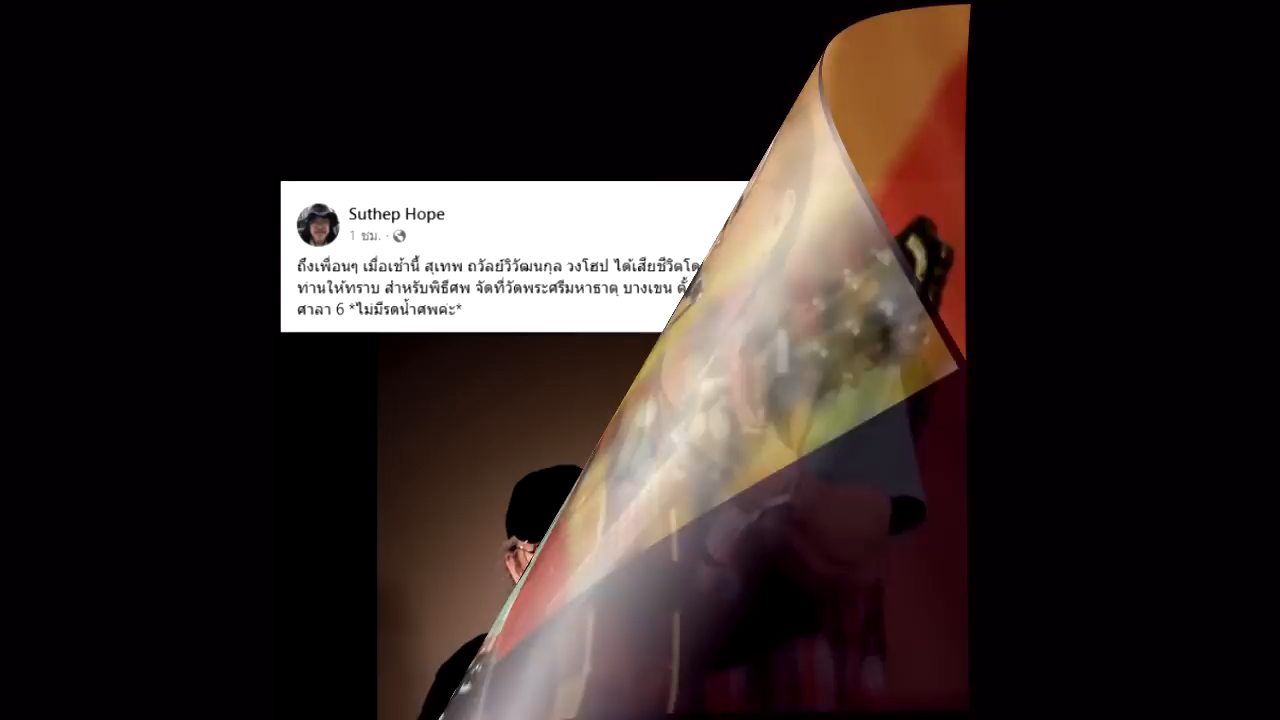 Suthep Hope
1 ชม.
ถึงเพื่อนๆ เมื่อเช้านี้ สุเทพ ถวัลย์วิวัฒนกุล วงโฮป ได้เสียชีวิต
ท่านให้ทราบ สำหรับพิธีศพ จัดที่วัดพระศรีมหาธาตุ บางเขน
ศาลา 6 *ไม่มีรดน้ำศพค่ะ*